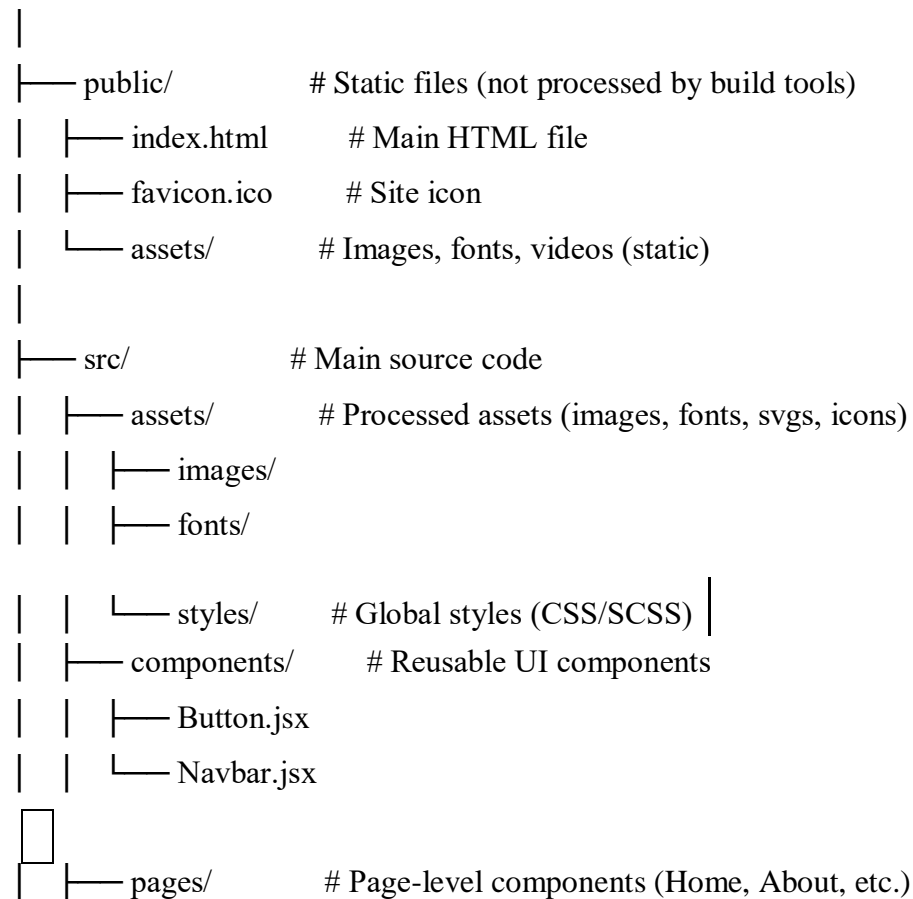 │
├── public/ # Static files (not processed by build tools)
│ ├── index.html # Main HTML file
│ ├── favicon.ico # Site icon
│ └── assets/ # Images, fonts, videos (static)
│
├── src/ # Main source code
│ ├── assets/ # Processed assets (images, fonts, svgs, icons)
│ │ ├── images/
│ │ ├── fonts/
│ │ └── styles/ # Global styles (CSS/SCSS) │
│ ├── components/ # Reusable UI components
│ │ ├── Button.jsx
│ │ └── Navbar.jsx
│ ├── pages/ # Page-level components (Home, About, etc.)